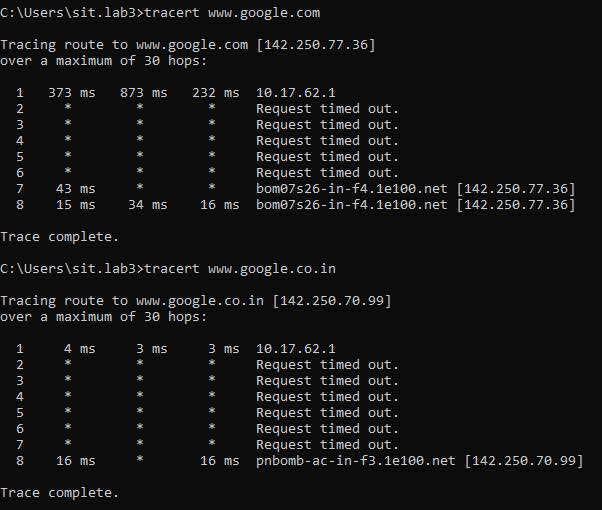 C:\Users\sit.lab3>tracert www.google.com
Tracing route to www.google.com [142.250.77.36]
over a maximum of 30 hops:
1 373 ms 873 ms 232 ms 10.17.62.1
2 * * * Request timed out.
3 * * * Request timed out.
4 * * * Request timed out.
5 * * * Request timed out.
6 * * * Request timed out.
7 43 ms * * bom07s26-in-f4.1e100.net [142.250.77.36]
8 15 ms 34 ms 16 ms bom07s26-in-f4.1e100.net [142.250.77.36]
Trace complete.
C:\Users\sit.lab3>tracert www.google.co.in
Tracing route to www.google.co.in [142.250.70.99]
over a maximum of 30 hops:
1 4 ms 3 ms 3 ms 10.17.62.1
2 * * * Request timed out.
3 * * * Request timed out.
4 * * * Request timed out.
5 * * * Request timed out.
6 * * * Request timed out.
7 * * * Request timed out.
8 16 ms * 16 ms pnbomb-ac-in-f3.1e100.net [142.250.70.99]
Trace complete.